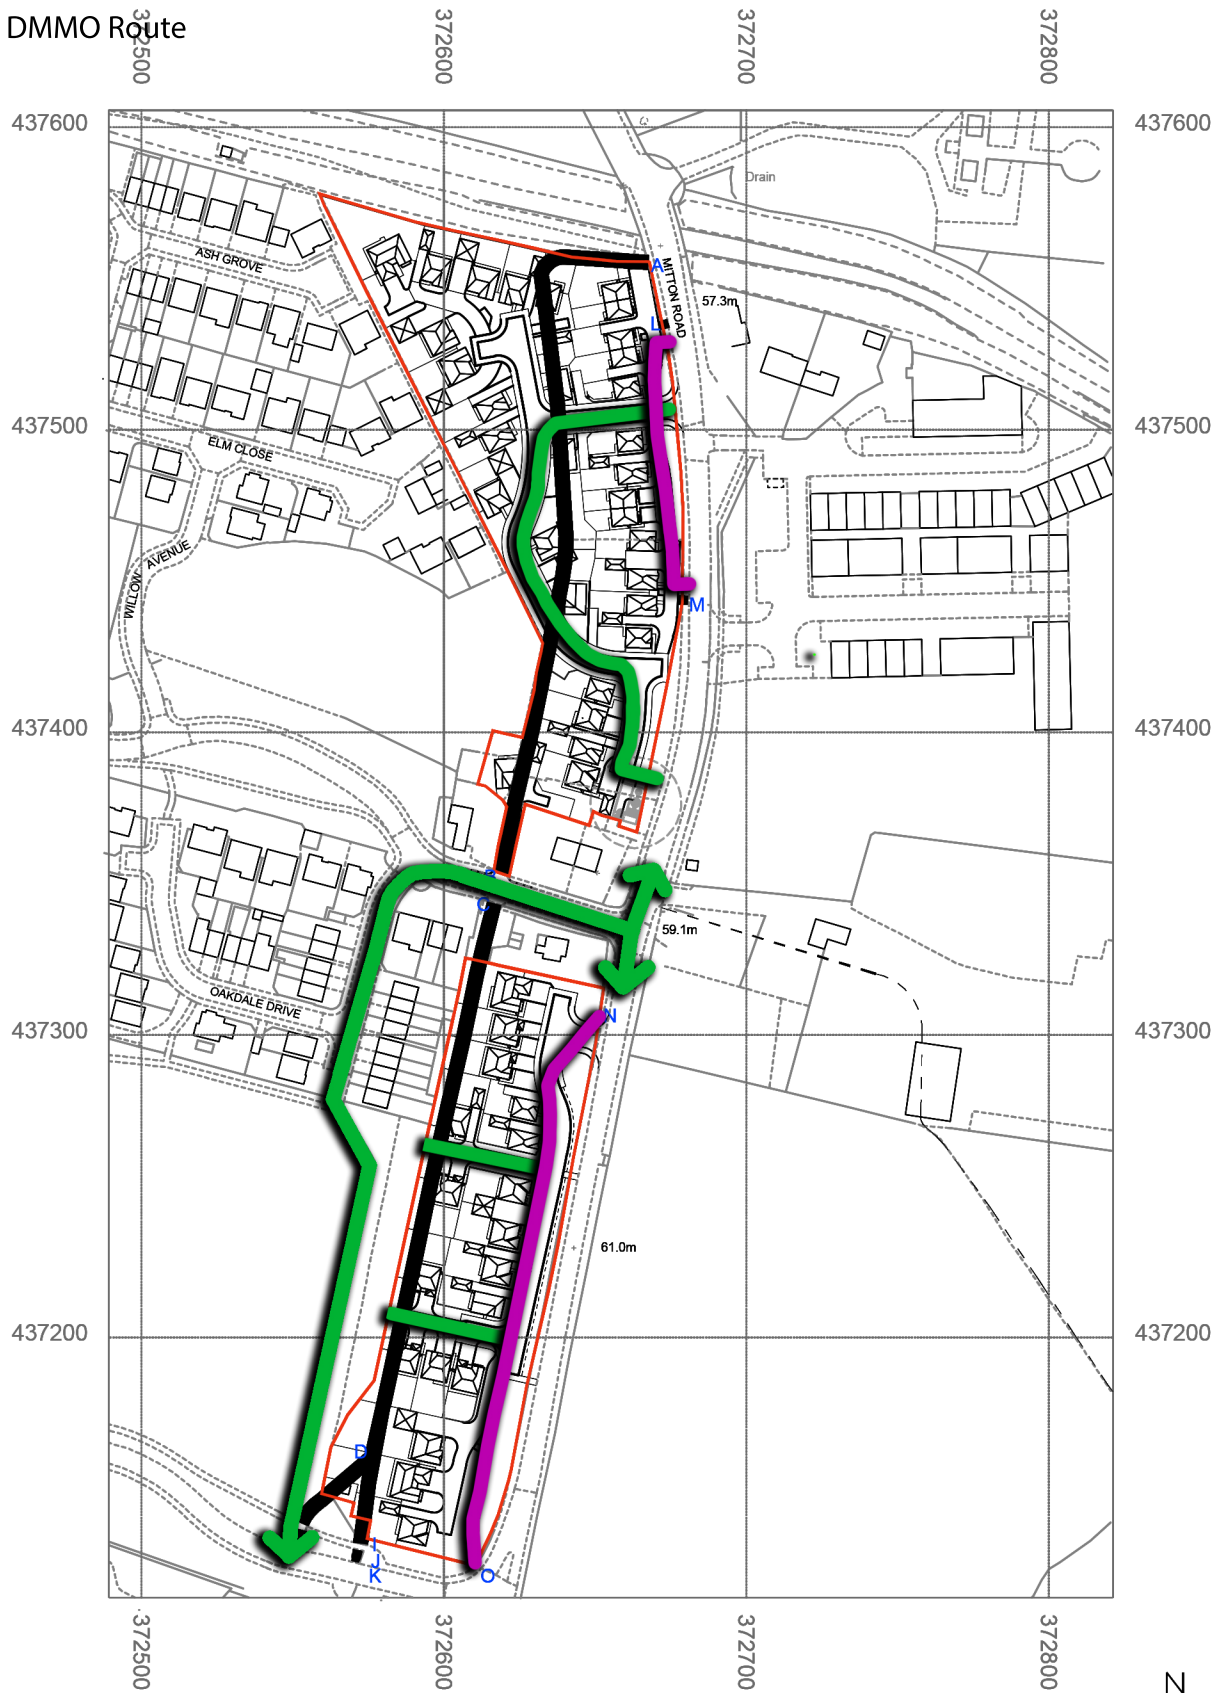 DMMO Route
372500
372600
372700
372800
437600
437600
Drain
ASH GROVE
A
MITTON ROAD
57.3m
L
437500
437500
ELM CLOSE
WILLOW AVENUE
M
437400
437400
B
C
59.1m
OAKDALE DRIVE
N
437300
437300
61.0m
437200
437200
D
I
J
K
O
372500
372600
372700
372800
N